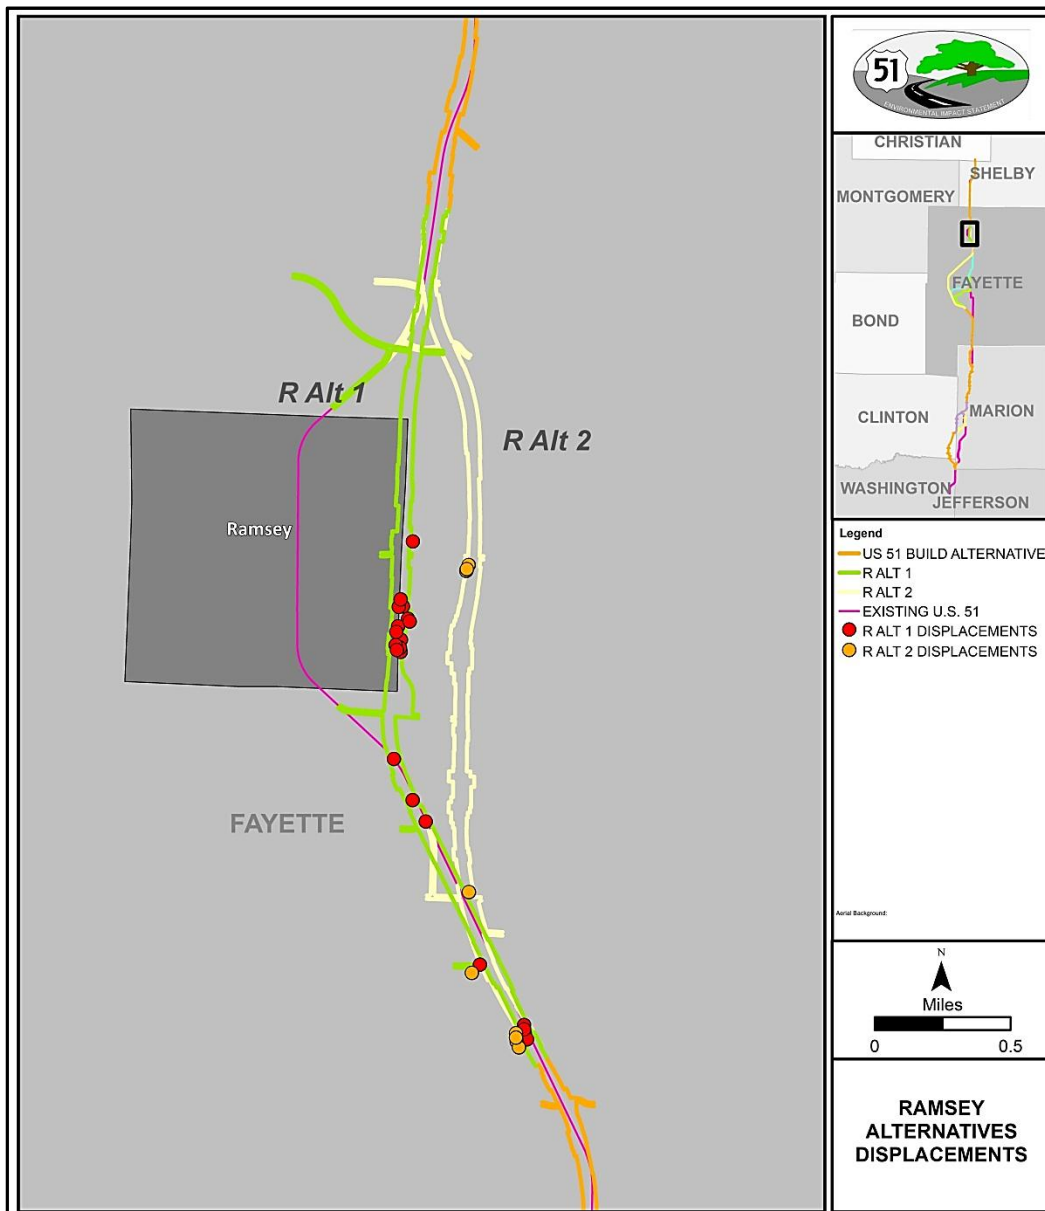 R Alt 1
R Alt 2
Ramsey
FAYETTE
51
ENVIRONMENTAL IMPACT STATEMENT
CHRISTIAN
SHELBY
MONTGOMERY
FAYETTE
BOND
CLINTON
MARION
WASHINGTON
JEFFERSON
Legend
US 51 BUILD ALTERNATIVE
R ALT 1
R ALT 2
EXISTING U.S. 51
R ALT 1 DISPLACEMENTS
R ALT 2 DISPLACEMENTS
Aerial Background:
N
Miles
0 0.5
RAMSEY
ALTERNATIVES
DISPLACEMENTS